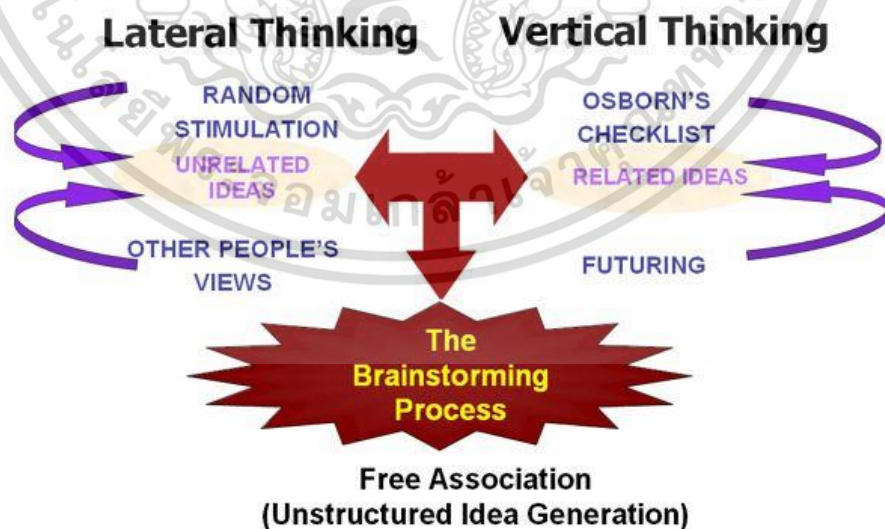 Lateral Thinking
Vertical Thinking
RANDOM
STIMULATION
UNRELATED
IDEAS
OTHER PEOPLE'S
VIEWS
OSBORN'S
CHECKLIST
RELATED IDEAS
FUTURING
The
Brainstorming
Process
Free Association
(Unstructured Idea Generation)